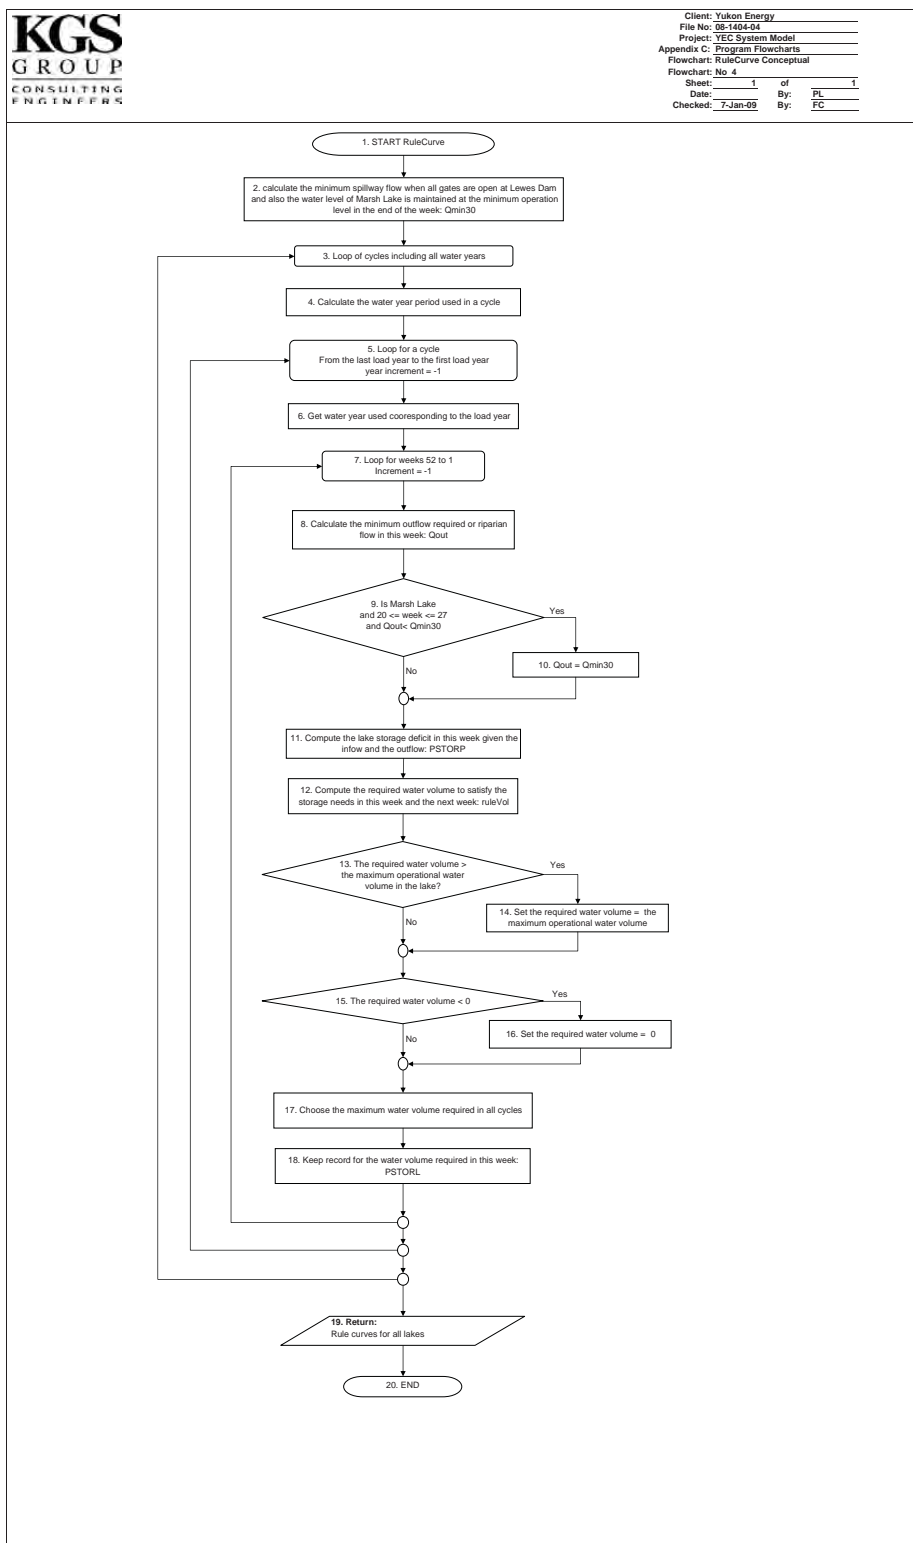 KGS
GROUP
CONSULTING
ENGINEERS
Client: Yukon Energy
File No: 08-1404-04
Project: YEC System Model
Appendix C: Program Flowcharts
Flowchart: RuleCurve Conceptual
Flowchart: No 4
Sheet: 1 of 1
Date: By: PL
Checked: 7-Jan-09 By: FC
1. START RuleCurve
2. calculate the minimum spillway flow when all gates are open at Lewes Dam
and also the water level of Marsh Lake is maintained at the minimum operation
level in the end of the week: Qmin30
3. Loop of cycles including all water years
4. Calculate the water year period used in a cycle
5. Loop for a cycle
From the last load year to the first load year
year increment = -1
6. Get water year used cooresponding to the load year
7. Loop for weeks 52 to 1
Increment = -1
8. Calculate the minimum outflow required or riparian
flow in this week: Qout
9. Is Marsh Lake
and 20 <= week <= 27
and Qout< Qmin30
Yes
10. Qout = Qmin30
No
11. Compute the lake storage deficit in this week given the
infow and the outflow: PSTORP
12. Compute the required water volume to satisfy the
storage needs in this week and the next week: ruleVol
13. The required water volume >
the maximum operational water
volume in the lake?
Yes
14. Set the required water volume = the
maximum operational water volume
No
15. The required water volume < 0
Yes
16. Set the required water volume = 0
No
17. Choose the maximum water volume required in all cycles
18. Keep record for the water volume required in this week:
PSTORL
19. Return:
Rule curves for all lakes
20. END